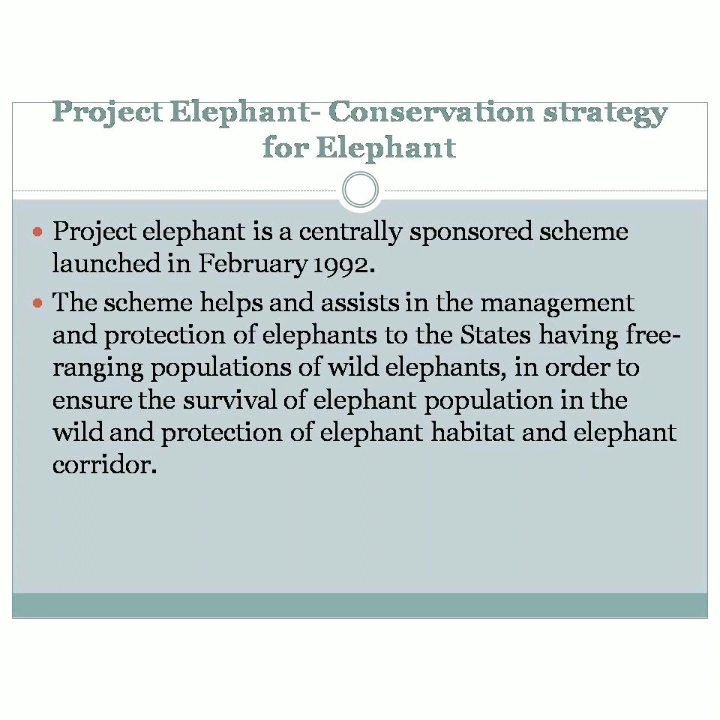 Project Elephant- Conservation strategy
for Elephant
• Project elephant is a centrally sponsored scheme
launched in February 1992.
• The scheme helps and assists in the management
and protection of elephants to the States having free-
ranging populations of wild elephants, in order to
ensure the survival of elephant population in the
wild and protection of elephant habitat and elephant
corridor.